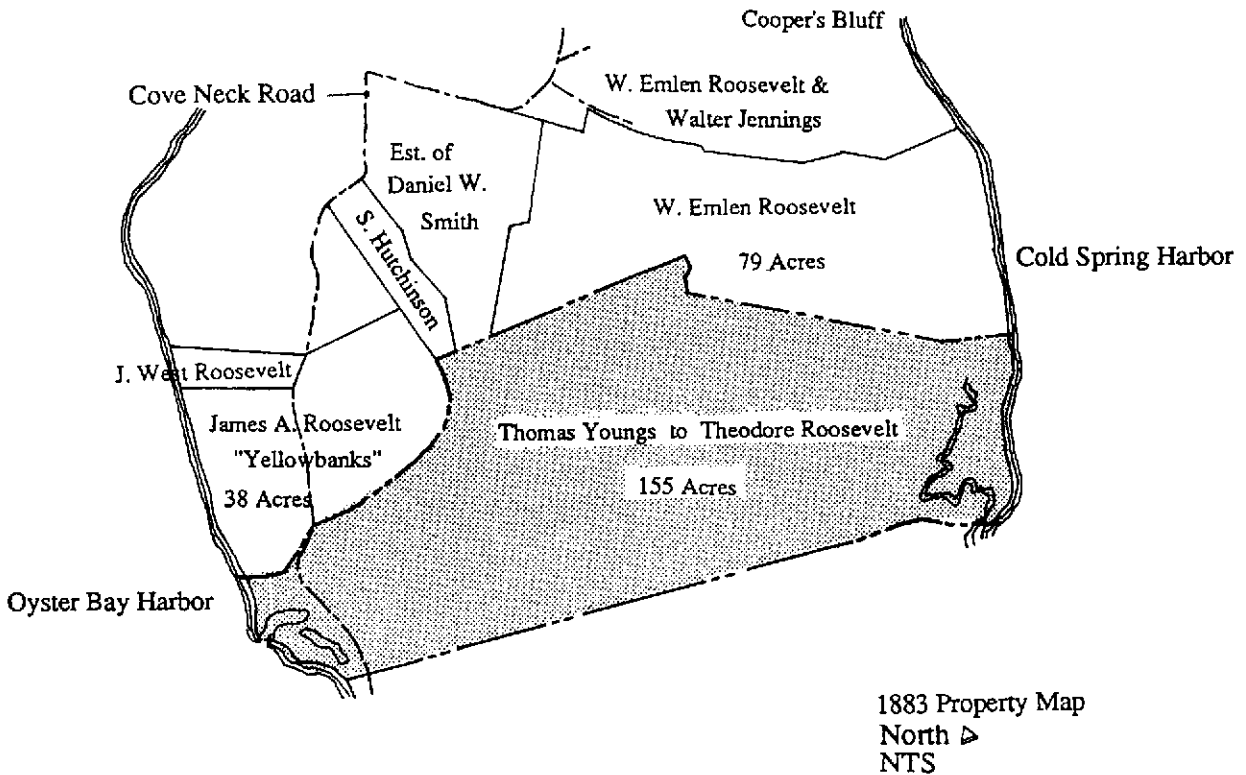 Cooper's Bluff
W. Emlen Roosevelt &
Walter Jennings
Cove Neck Road
Est. of
Daniel W.
Smith
S. Hutchinson
W. Emlen Roosevelt
79 Acres
Cold Spring Harbor
J. West Roosevelt
James A. Roosevelt
"Yellowbanks"
38 Acres
Thomas Youngs to Theodore Roosevelt
155 Acres
Oyster Bay Harbor
1883 Property Map
North
NTS